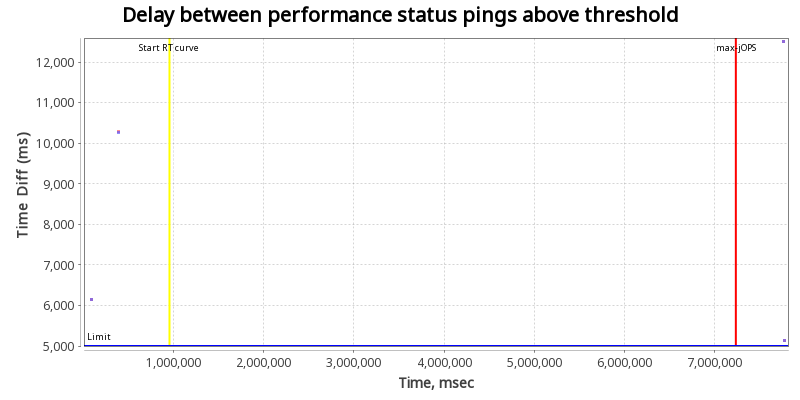 Delay between performance status pings above threshold
Start RT curve
max-jOPS
12,000
11,000
10,000
9,000
8,000
7,000
6,000
5,000
Time Diff (ms)
Limit
1,000,000
2,000,000
3,000,000
4,000,000
5,000,000
6,000,000
7,000,000
Time, msec